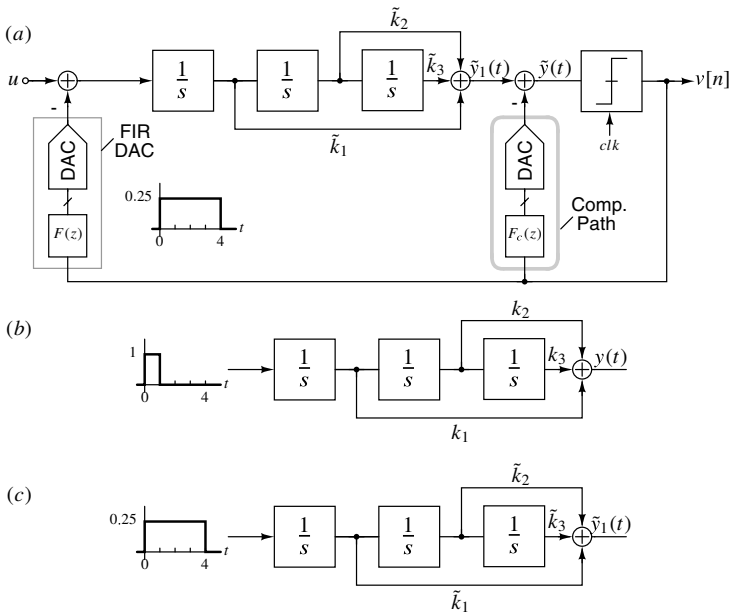 (a)
k̃₂
u
1/s
1/s
1/s
k̃₃
ỹ₁(t)
ỹ(t)
v[n]
-
-
k̃₁
clk
FIR
DAC
DAC
DAC
0.25
0
4
t
F(z)
F_c(z)
Comp.
Path
(b)
k₂
1
0
4
t
1/s
1/s
1/s
k₃
y(t)
k₁
(c)
k̃₂
0.25
0
4
t
1/s
1/s
1/s
k̃₃
ỹ₁(t)
k̃₁